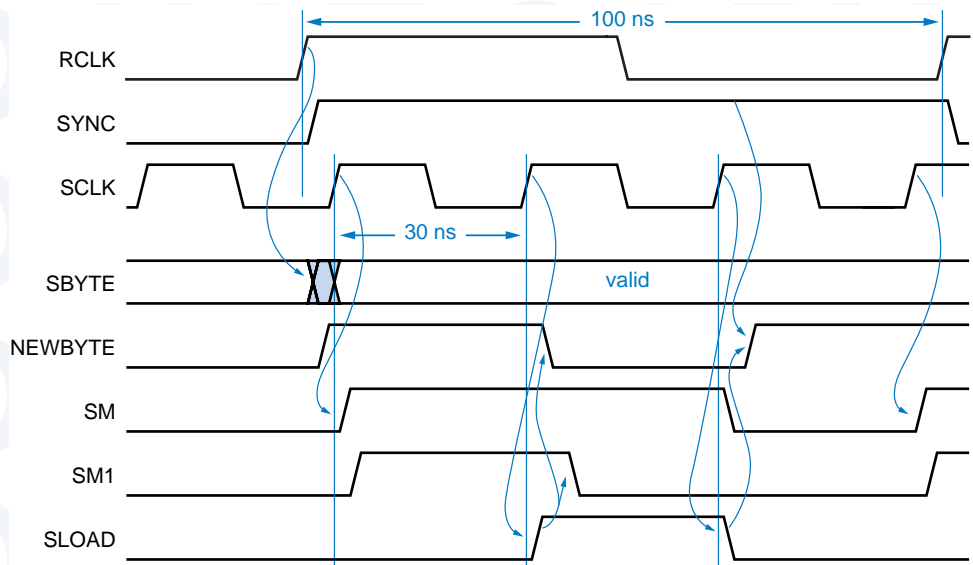 100 ns
RCLK
SYNC
SCLK
30 ns
SBYTE
valid
NEWBYTE
SM
SM1
SLOAD